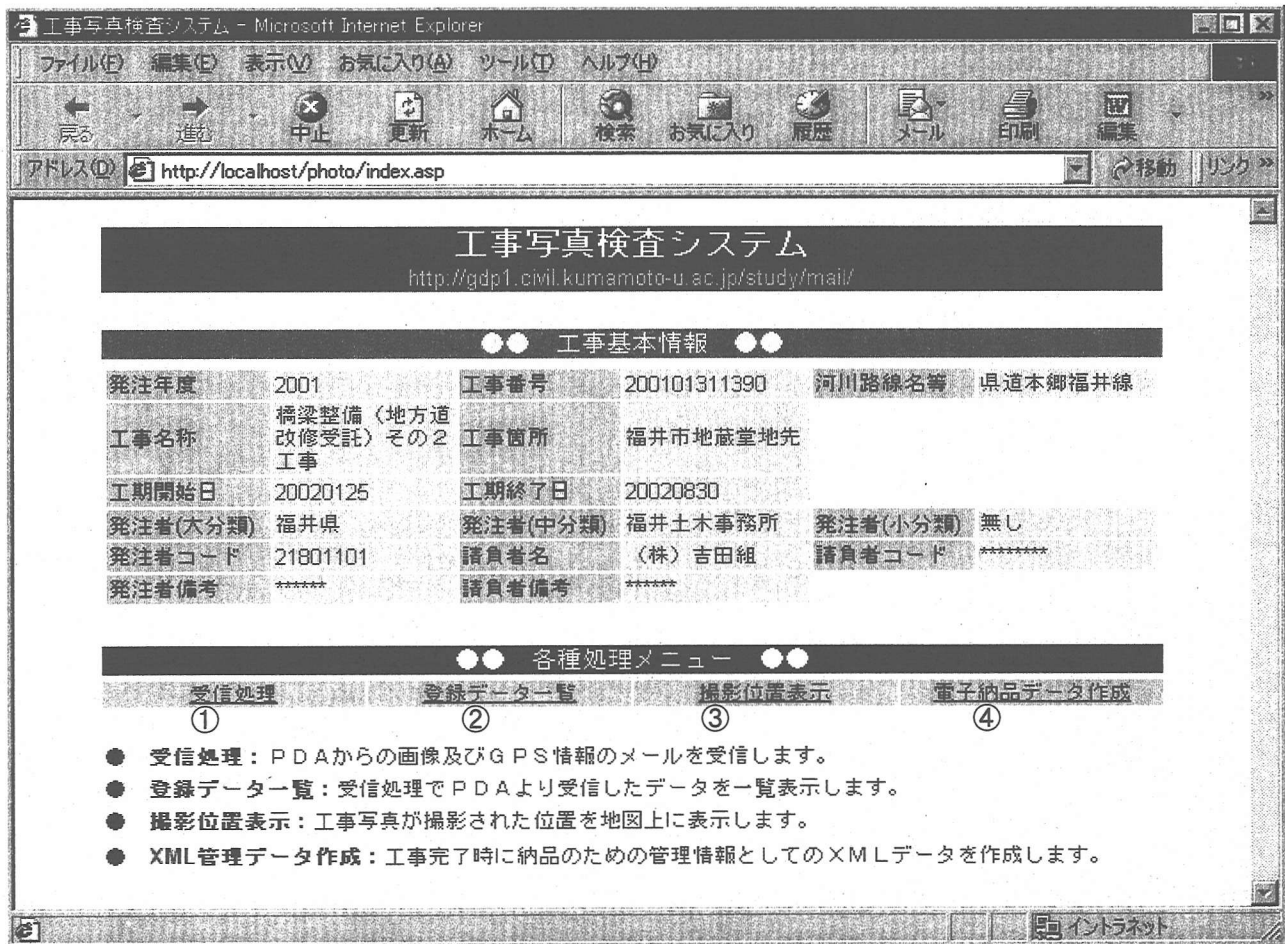 工事写真検査システム - Microsoft Internet Explorer
ファイル(F) 編集(E) 表示(V) お気に入り(A) ツール(T) ヘルプ(H)
戻る 進む 中止 更新 ホーム 検索 お気に入り 履歴 メール 印刷 編集
アドレス(D) http://localhost/photo/index.asp 移動 リンク
工事写真検査システム
http://gdp1.civil.kumamoto-u.ac.jp/study/mail/
●● 工事基本情報 ●●
発注年度 2001 工事番号 200101311390 河川路線名等 県道本郷福井線
工事名称 橋梁整備（地方道改修受託）その２工事 工事箇所 福井市地蔵堂地先
工期開始日 20020125 工期終了日 20020830
発注者(大分類) 福井県 発注者(中分類) 福井土木事務所 発注者(小分類) 無し
発注者コード 21801101 請負者名 （株）吉田組 請負者コード ********
発注者備考 ****** 請負者備考 ******
●● 各種処理メニュー ●●
受信処理 登録データ一覧 撮影位置表示 電子納品データ作成
① ② ③ ④
● 受信処理：ＰＤＡからの画像及びＧＰＳ情報のメールを受信します。
● 登録データ一覧：受信処理でＰＤＡより受信したデータを一覧表示します。
● 撮影位置表示：工事写真が撮影された位置を地図上に表示します。
● XML管理データ作成：工事完了時に納品のための管理情報としてのＸＭＬデータを作成します。
イントラネット